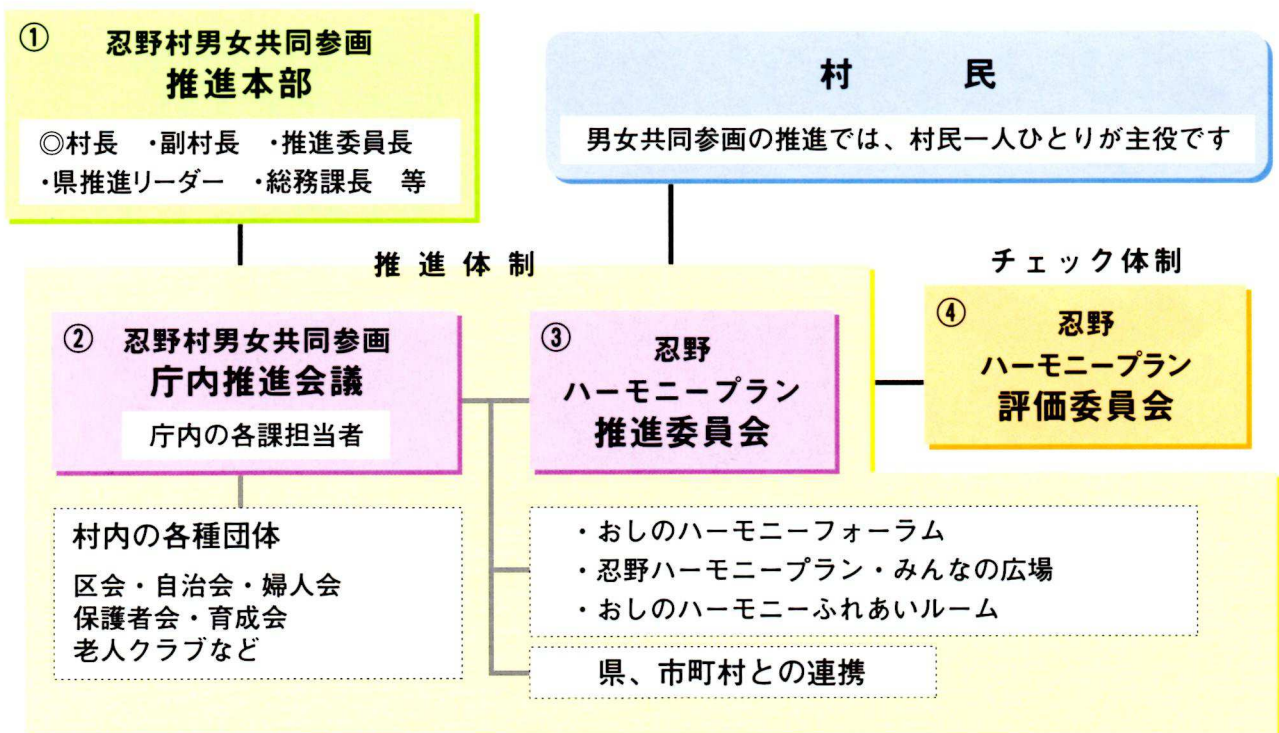 ①
忍野村男女共同参画
推進本部
◎村長　・副村長　・推進委員長
・県推進リーダー　・総務課長　等
村　民
男女共同参画の推進では、村民一人ひとりが主役です
推進体制
チェック体制
②
忍野村男女共同参画
庁内推進会議
庁内の各課担当者
③
忍野
ハーモニープラン
推進委員会
④
忍野
ハーモニープラン
評価委員会
村内の各種団体
区会・自治会・婦人会
保護者会・育成会
老人クラブなど
・おしのハーモニーフォーラム
・忍野ハーモニープラン・みんなの広場
・おしのハーモニーふれあいルーム
県、市町村との連携